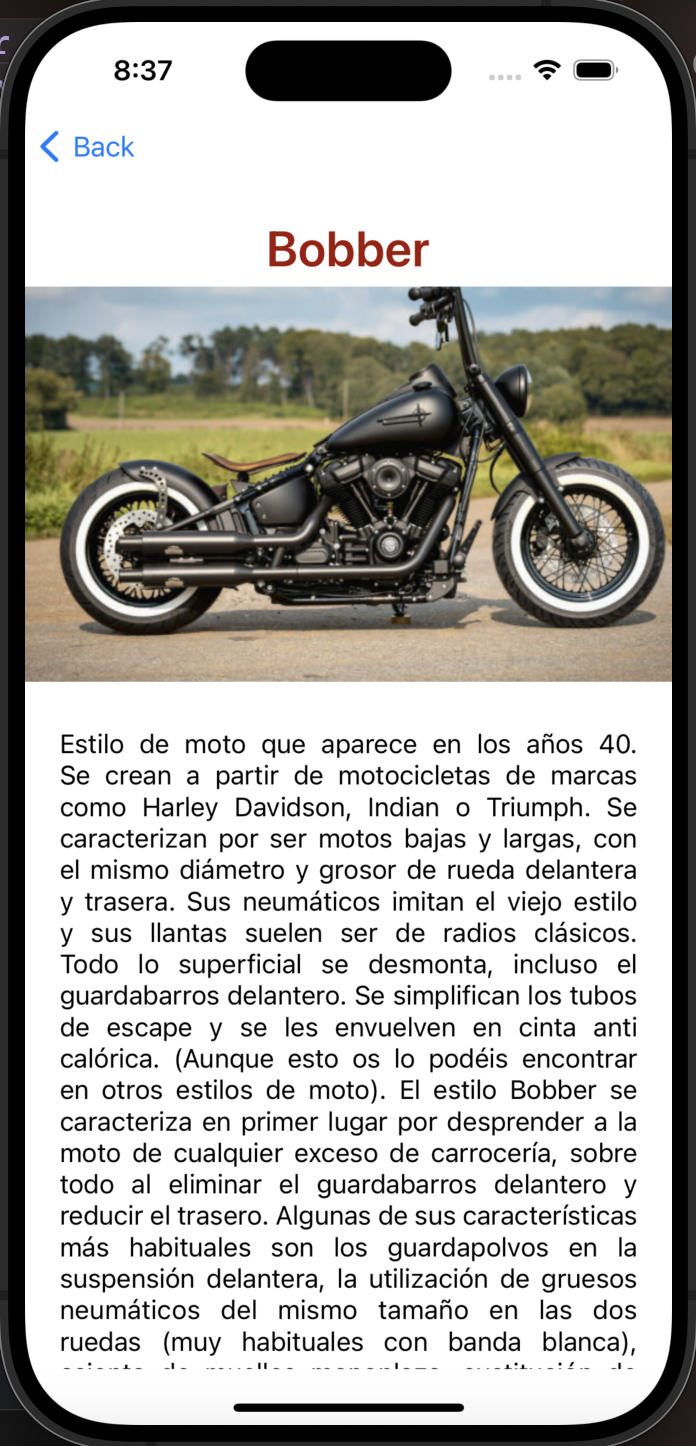 8:37
Back
Bobber
Estilo de moto que aparece en los años 40.
Se crean a partir de motocicletas de marcas
como Harley Davidson, Indian o Triumph. Se
caracterizan por ser motos bajas y largas, con
el mismo diámetro y grosor de rueda delantera
y trasera. Sus neumáticos imitan el viejo estilo
y sus llantas suelen ser de radios clásicos.
Todo lo superficial se desmonta, incluso el
guardabarros delantero. Se simplifican los tubos
de escape y se les envuelven en cinta anti
calórica. (Aunque esto os lo podéis encontrar
en otros estilos de moto). El estilo Bobber se
caracteriza en primer lugar por desprender a la
moto de cualquier exceso de carrocería, sobre
todo al eliminar el guardabarros delantero y
reducir el trasero. Algunas de sus características
más habituales son los guardapolvos en la
suspensión delantera, la utilización de gruesos
neumáticos del mismo tamaño en las dos
ruedas (muy habituales con banda blanca),